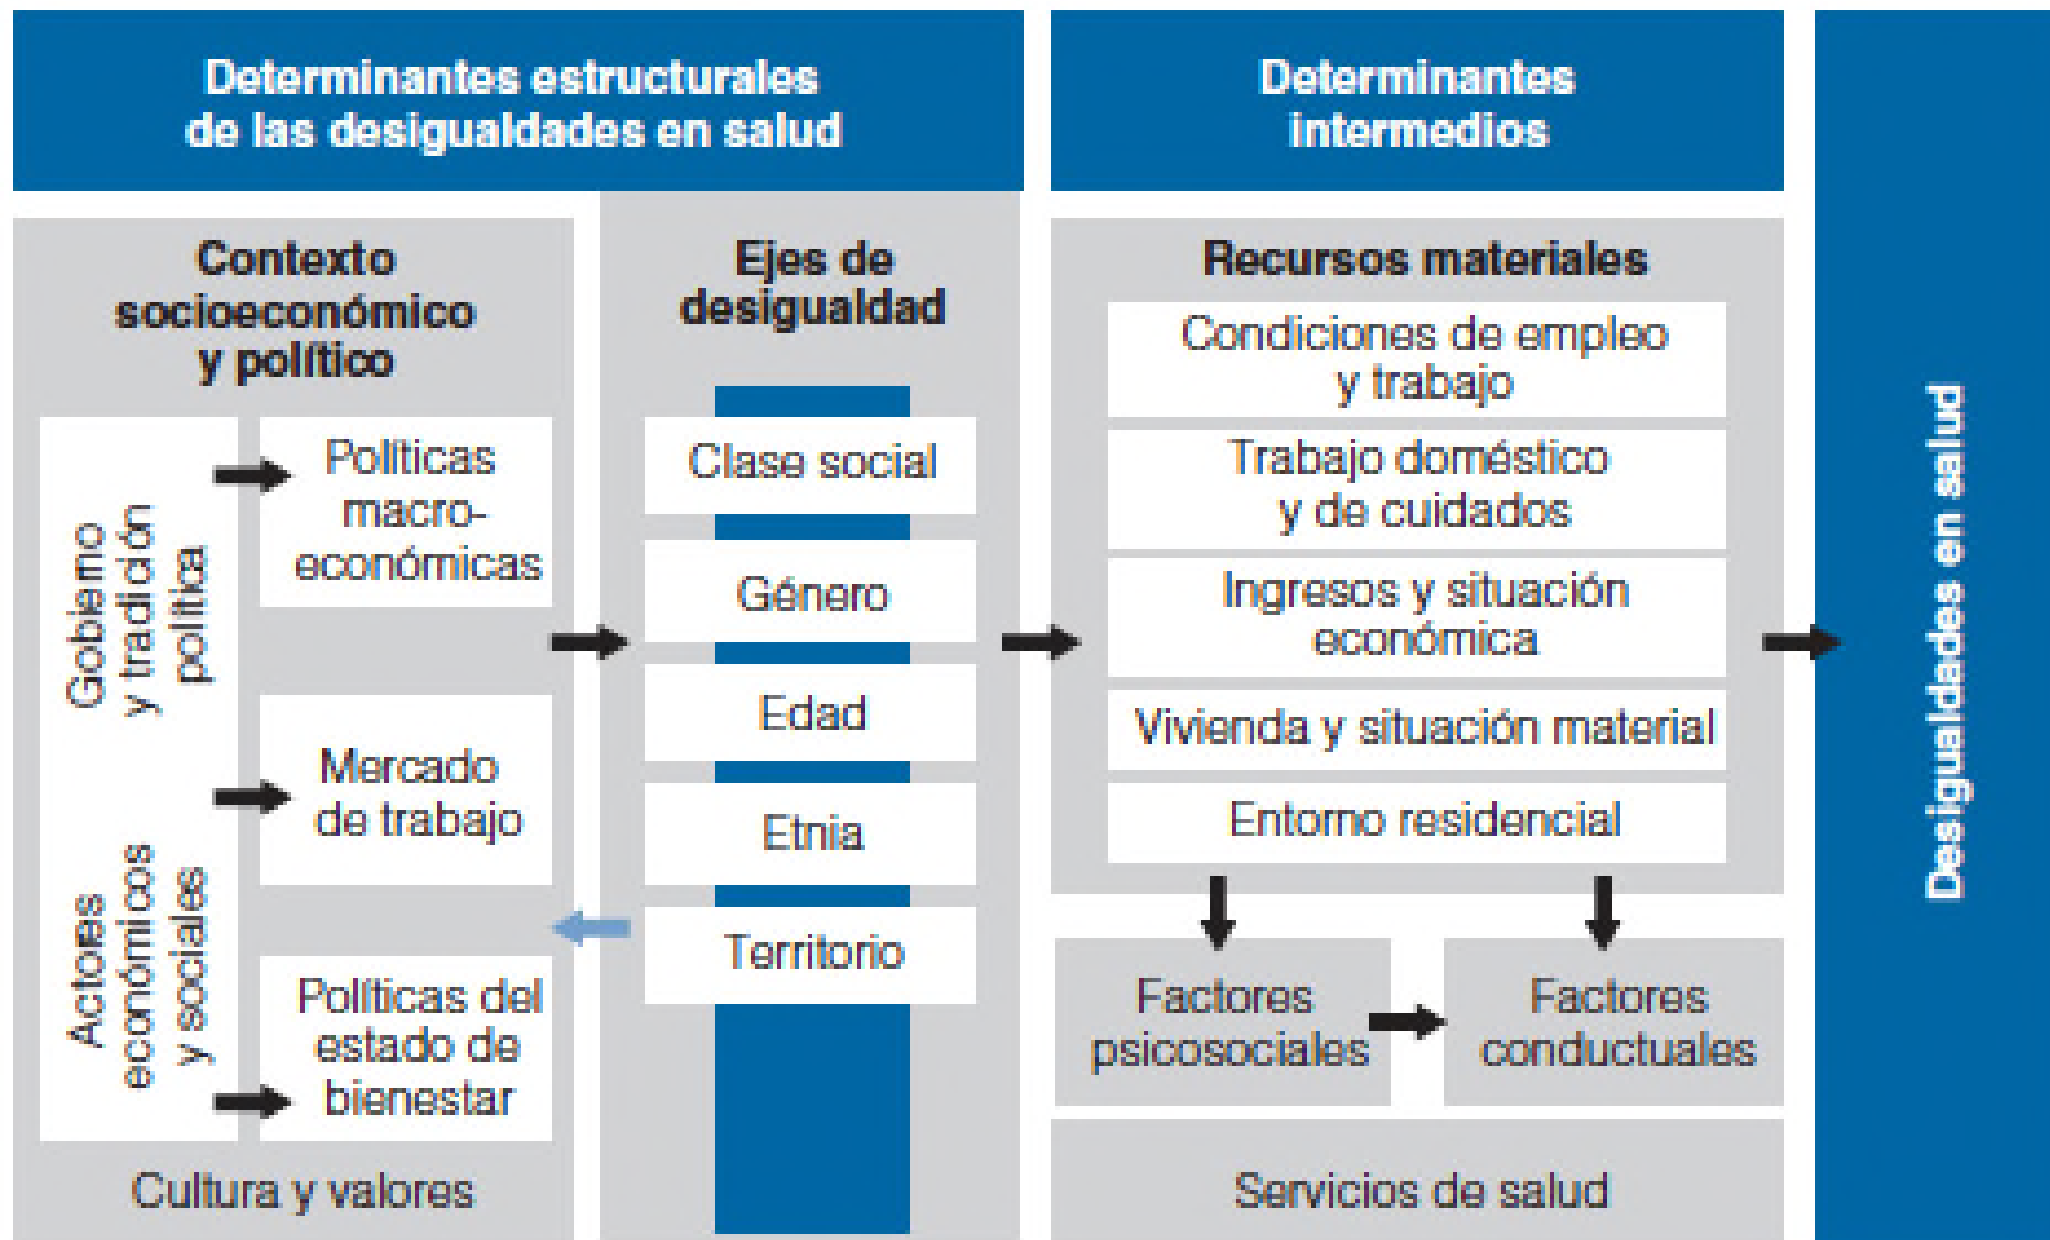 Determinantes estructurales
de las desigualdades en salud
Contexto
socioeconómico
y político
Gobierno
y tradición
política
Actores
económicos
y sociales
Políticas
macro-
económicas
Mercado
de trabajo
Políticas del
estado de
bienestar
Cultura y valores
Ejes de
desigualdad
Clase social
Género
Edad
Etnia
Territorio
Determinantes
intermedios
Recursos materiales
Condiciones de empleo
y trabajo
Trabajo doméstico
y de cuidados
Ingresos y situación
económica
Vivienda y situación material
Entorno residencial
Factores
psicosociales
Factores
conductuales
Servicios de salud
Desigualdades en salud